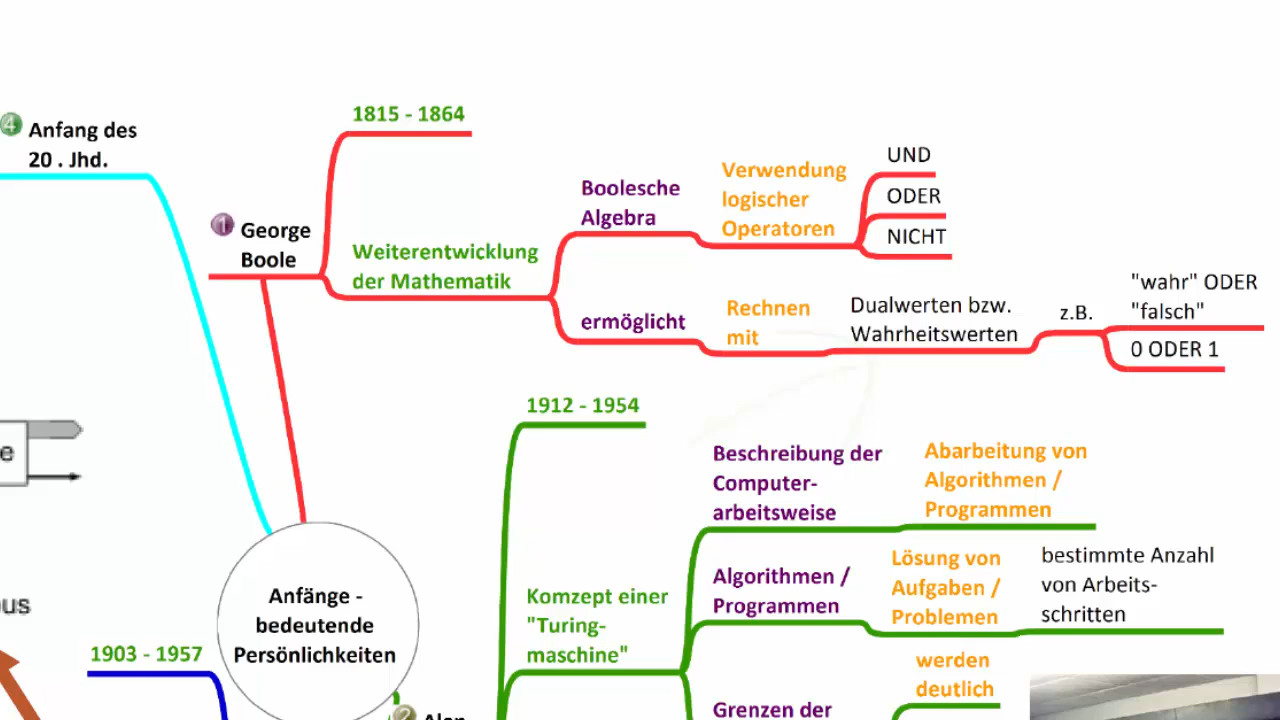 4 Anfang des
20 . Jhd.
1 George
Boole
1815 - 1864
Weiterentwicklung
der Mathematik
Boolesche
Algebra
Verwendung
logischer
Operatoren
UND
ODER
NICHT
ermöglicht
Rechnen
mit
Dualwerten bzw.
Wahrheitswerten
z.B.
"wahr" ODER
"falsch"
0 ODER 1
Anfänge -
bedeutende
Persönlichkeiten
1903 - 1957
2
1912 - 1954
Komzept einer
"Turing-
maschine"
Beschreibung der
Computer-
arbeitsweise
Abarbeitung von
Algorithmen /
Programmen
Algorithmen /
Programmen
Lösung von
Aufgaben /
Problemen
bestimmte Anzahl
von Arbeits-
schritten
Grenzen der
werden
deutlich